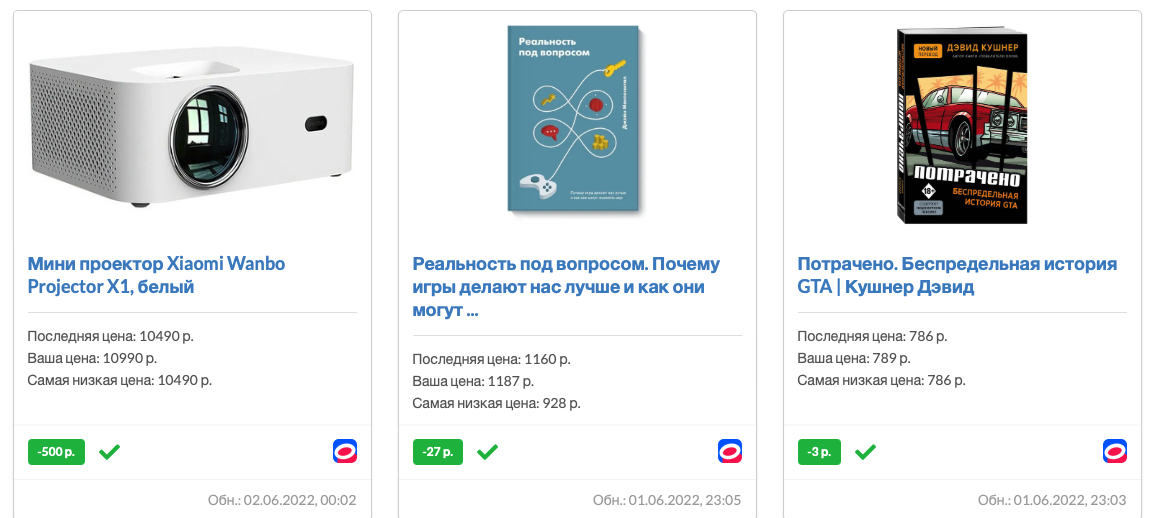 Мини проектор Xiaomi Wanbo
Projector X1, белый
Последняя цена: 10490 р.
Ваша цена: 10990 р.
Самая низкая цена: 10490 р.
-500 р.
Обн.: 02.06.2022, 00:02
Реальность
под вопросом
Реальность под вопросом. Почему
игры делают нас лучше и как они
могут ...
Последняя цена: 1160 р.
Ваша цена: 1187 р.
Самая низкая цена: 928 р.
-27 р.
Обн.: 01.06.2022, 23:05
НОВЫЙ
ПЕРЕВОД
ДЭВИД КУШНЕР
ПОТРАЧЕНО
ПОТРАЧЕНО
18+
БЕСПРЕДЕЛЬНАЯ
ИСТОРИЯ GTA
Потрачено. Беспредельная история
GTA | Кушнер Дэвид
Последняя цена: 786 р.
Ваша цена: 789 р.
Самая низкая цена: 786 р.
-3 р.
Обн.: 01.06.2022, 23:03